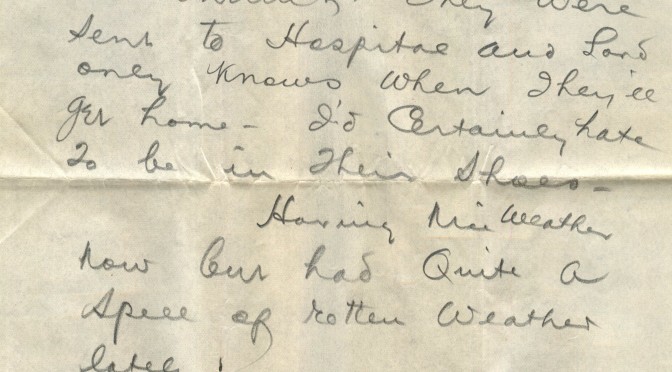 They were
Sent to Hospital and Lord
only knows when they'll
get home - I'd Certainly hate
To be in Their Shoes -
Having Nice Weather
now but had Quite a
Spell of rotten Weather
lately